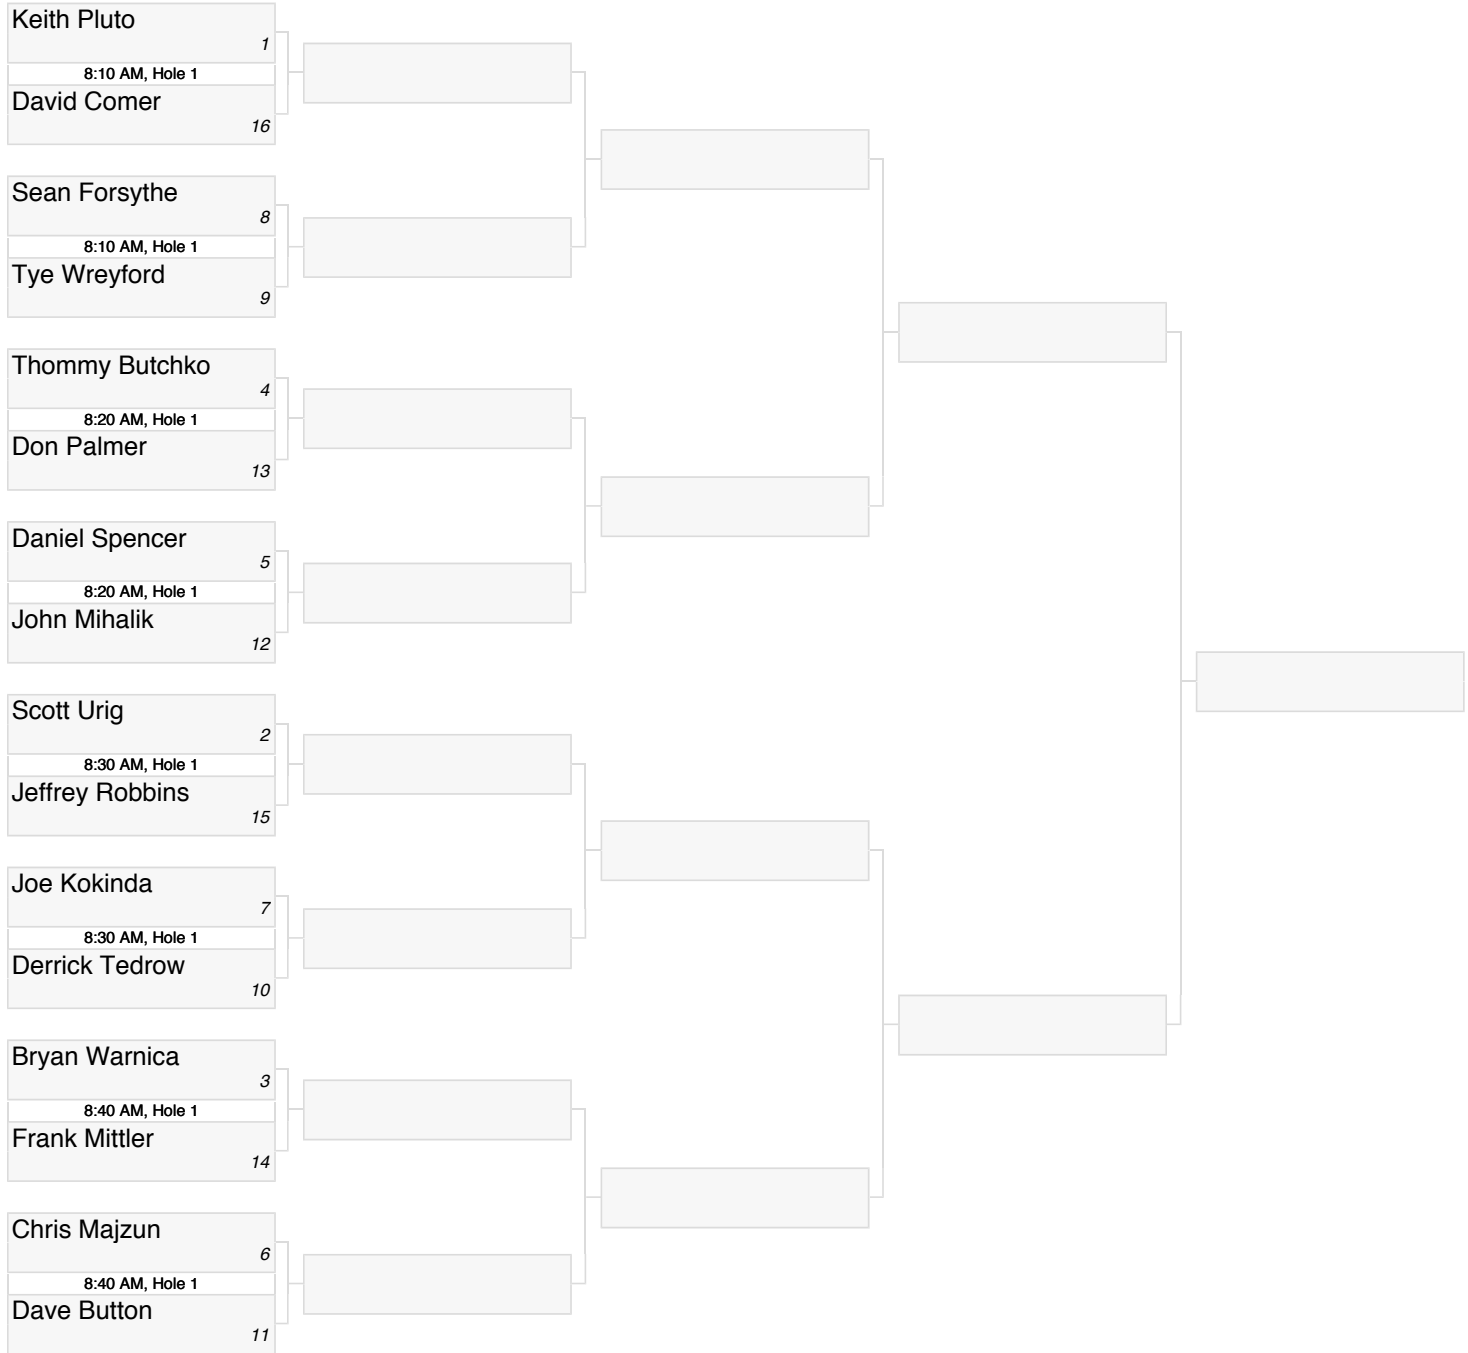 Keith Pluto
1
8:10 AM, Hole 1
David Comer
16
Sean Forsythe
8
8:10 AM, Hole 1
Tye Wreyford
9
Thommy Butchko
4
8:20 AM, Hole 1
Don Palmer
13
Daniel Spencer
5
8:20 AM, Hole 1
John Mihalik
12
Scott Urig
2
8:30 AM, Hole 1
Jeffrey Robbins
15
Joe Kokinda
7
8:30 AM, Hole 1
Derrick Tedrow
10
Bryan Warnica
3
8:40 AM, Hole 1
Frank Mittler
14
Chris Majzun
6
8:40 AM, Hole 1
Dave Button
11